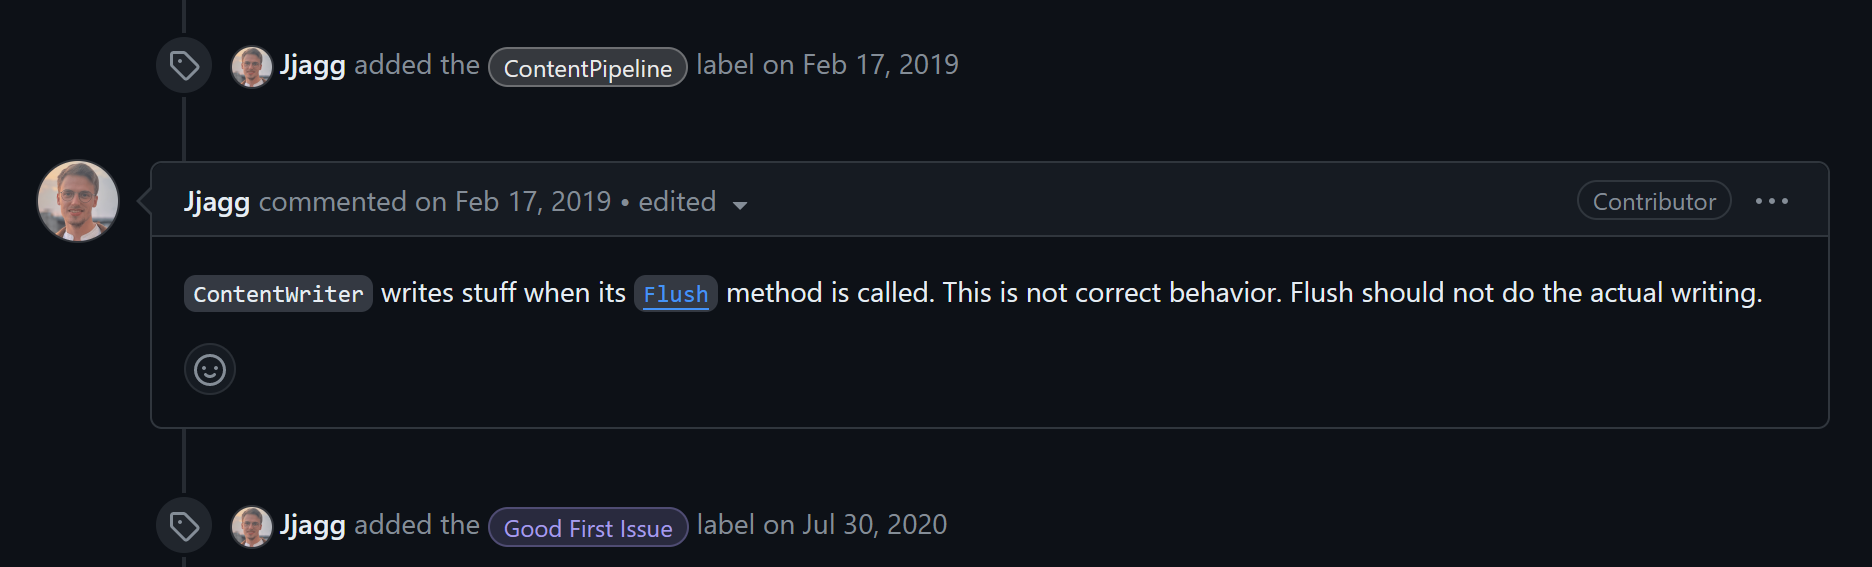 Jjagg added the ContentPipeline label on Feb 17, 2019
Jjagg commented on Feb 17, 2019 • edited
Contributor
ContentWriter writes stuff when its Flush method is called. This is not correct behavior. Flush should not do the actual writing.
Jjagg added the Good First Issue label on Jul 30, 2020